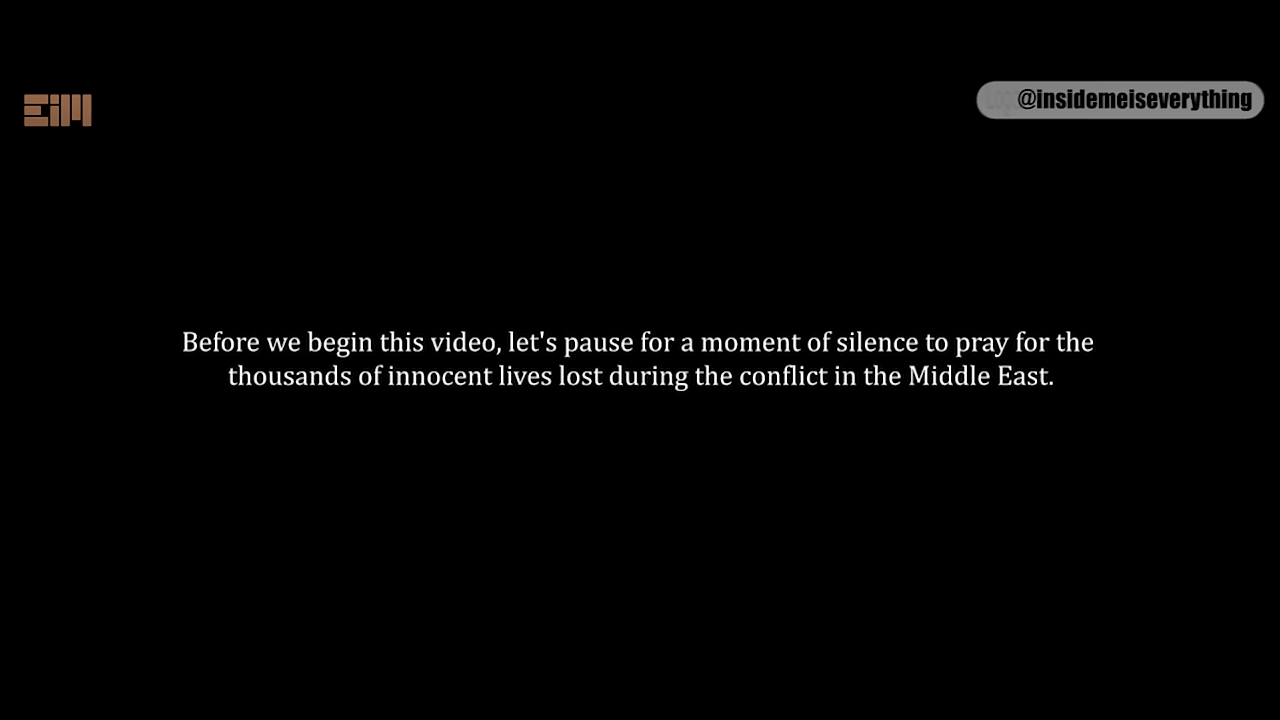 EiM
@insidemeiseverything
Before we begin this video, let's pause for a moment of silence to pray for the
thousands of innocent lives lost during the conflict in the Middle East.